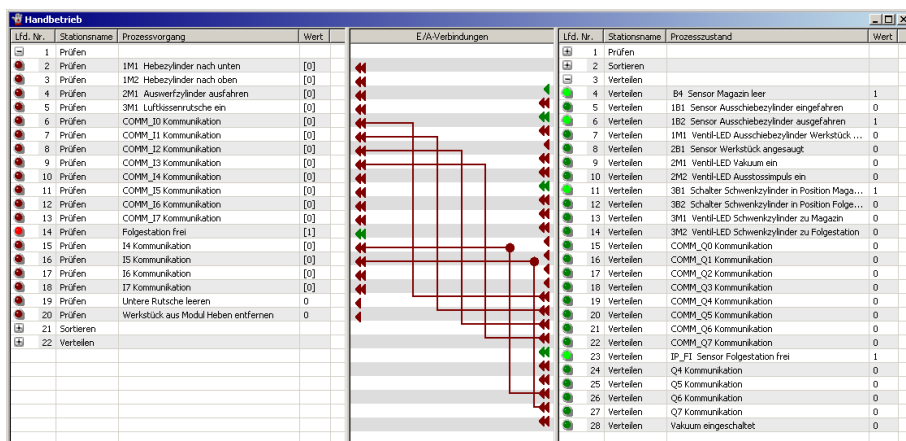 Handbetrieb
Lfd. Nr. Stationsname Prozessvorgang Wert E/A-Verbindungen Lfd. Nr. Stationsname Prozesszustand Wert
1 Prüfen 1 Prüfen
2 Prüfen 1M1 Hebezylinder nach unten [0] 2 Sortieren
3 Prüfen 1M2 Hebezylinder nach oben [0] 3 Verteilen
4 Prüfen 2M1 Auswerfzylinder ausfahren [0] 4 Verteilen B4 Sensor Magazin leer 1
5 Prüfen 3M1 Luftkissenrutsche ein [0] 5 Verteilen 1B1 Sensor Ausschiebezylinder eingefahren 0
6 Prüfen COMM_I0 Kommunikation [0] 6 Verteilen 1B2 Sensor Ausschiebezylinder ausgefahren 1
7 Prüfen COMM_I1 Kommunikation [0] 7 Verteilen 1M1 Ventil-LED Ausschiebezylinder Werkstück ... 0
8 Prüfen COMM_I2 Kommunikation [0] 8 Verteilen 2B1 Sensor Werkstück angesaugt 0
9 Prüfen COMM_I3 Kommunikation [0] 9 Verteilen 2M1 Ventil-LED Vakuum ein 0
10 Prüfen COMM_I4 Kommunikation [0] 10 Verteilen 2M2 Ventil-LED Ausstossimpuls ein 0
11 Prüfen COMM_I5 Kommunikation [0] 11 Verteilen 3B1 Schalter Schwenkzylinder in Position Maga... 1
12 Prüfen COMM_I6 Kommunikation [0] 12 Verteilen 3B2 Schalter Schwenkzylinder in Position Folge... 0
13 Prüfen COMM_I7 Kommunikation [0] 13 Verteilen 3M1 Ventil-LED Schwenkzylinder zu Magazin 0
14 Prüfen Folgestation frei [1] 14 Verteilen 3M2 Ventil-LED Schwenkzylinder zu Folgestation 0
15 Prüfen I4 Kommunikation [0] 15 Verteilen COMM_Q0 Kommunikation 0
16 Prüfen I5 Kommunikation [0] 16 Verteilen COMM_Q1 Kommunikation 0
17 Prüfen I6 Kommunikation [0] 17 Verteilen COMM_Q2 Kommunikation 0
18 Prüfen I7 Kommunikation [0] 18 Verteilen COMM_Q3 Kommunikation 0
19 Prüfen Untere Rutsche leeren 0 19 Verteilen COMM_Q4 Kommunikation 0
20 Prüfen Werkstück aus Modul Heben entfernen 0 20 Verteilen COMM_Q5 Kommunikation 0
21 Sortieren 21 Verteilen COMM_Q6 Kommunikation 0
22 Verteilen 22 Verteilen COMM_Q7 Kommunikation 0
23 Verteilen IP_FI Sensor Folgestation frei 1
24 Verteilen Q4 Kommunikation 0
25 Verteilen Q5 Kommunikation 0
26 Verteilen Q6 Kommunikation 0
27 Verteilen Q7 Kommunikation 0
28 Verteilen Vakuum eingeschaltet 0